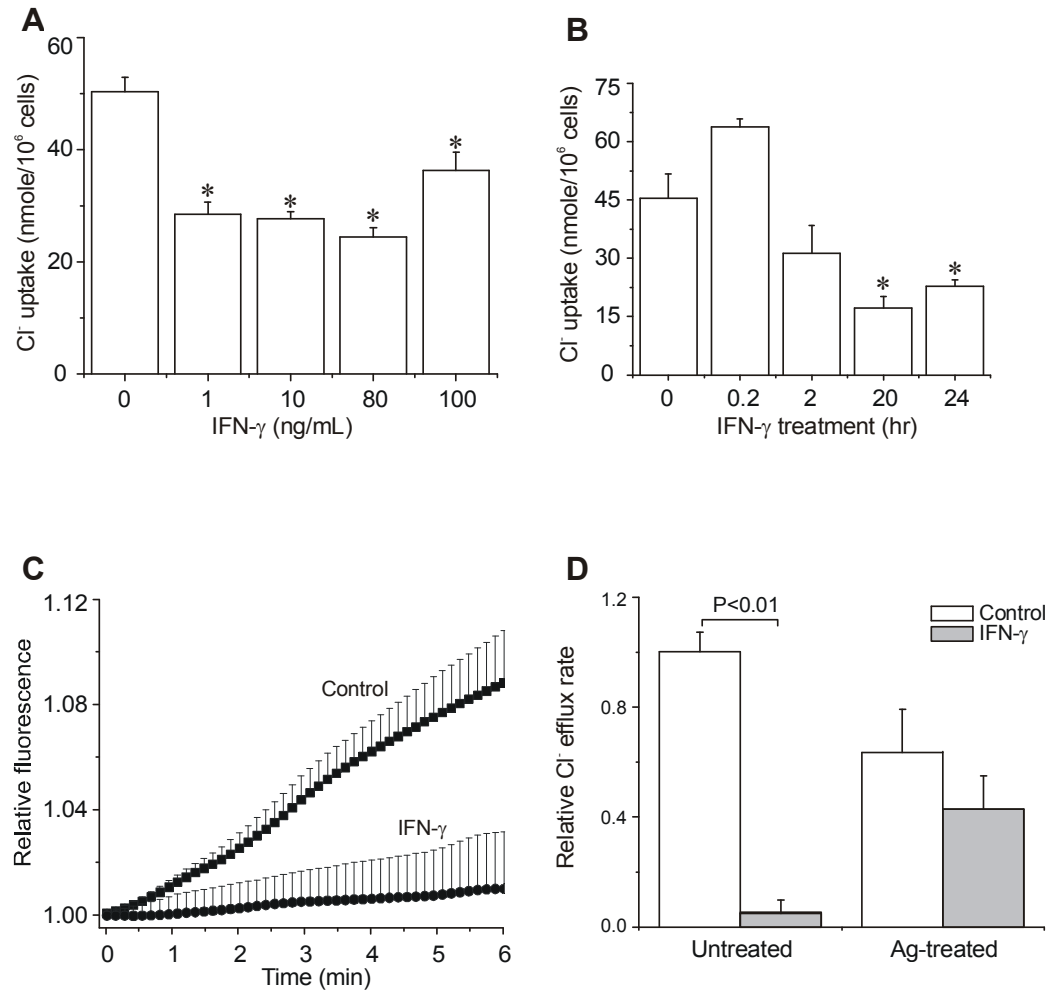 A
Cl⁻ uptake (nmole/10⁶ cells)
60
40
20
0
*
*
*
*
0 1 10 80 100
IFN-γ (ng/mL)
B
Cl⁻ uptake (nmole/10⁶ cells)
75
60
45
30
15
0
*
*
0 0.2 2 20 24
IFN-γ treatment (hr)
C
Relative fluorescence
1.12
1.08
1.04
1.00
Control
IFN-γ
0 1 2 3 4 5 6
Time (min)
D
Relative Cl⁻ efflux rate
1.2
0.8
0.4
0.0
P<0.01
Control
IFN-γ
Untreated Ag-treated